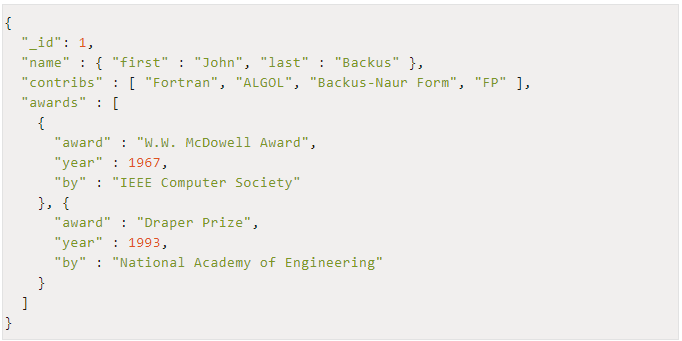 {
  "_id": 1,
  "name" : { "first" : "John", "last" : "Backus" },
  "contribs" : [ "Fortran", "ALGOL", "Backus-Naur Form", "FP" ],
  "awards" : [
    {
      "award" : "W.W. McDowell Award",
      "year" : 1967,
      "by" : "IEEE Computer Society"
    }, {
      "award" : "Draper Prize",
      "year" : 1993,
      "by" : "National Academy of Engineering"
    }
  ]
}